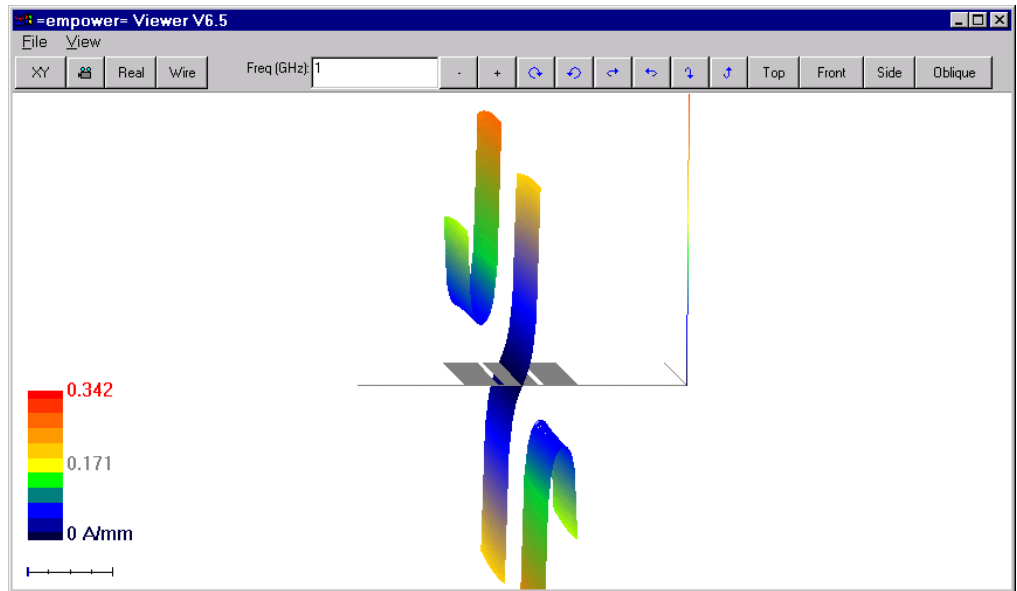 =empower= Viewer V6.5
File View
XY Real Wire Freq (GHz): 1 - + Top Front Side Oblique
0.342
0.171
0 A/mm